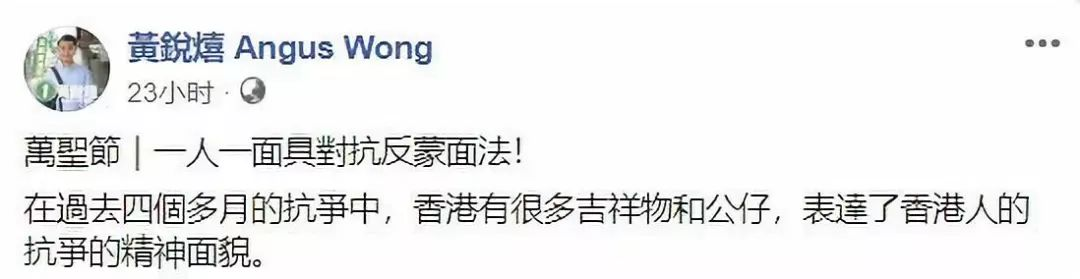 黃銳熺 Angus Wong
23小时
萬聖節｜一人一面具對抗反蒙面法！
在過去四個多月的抗爭中，香港有很多吉祥物和公仔，表達了香港人的
抗爭的精神面貌。